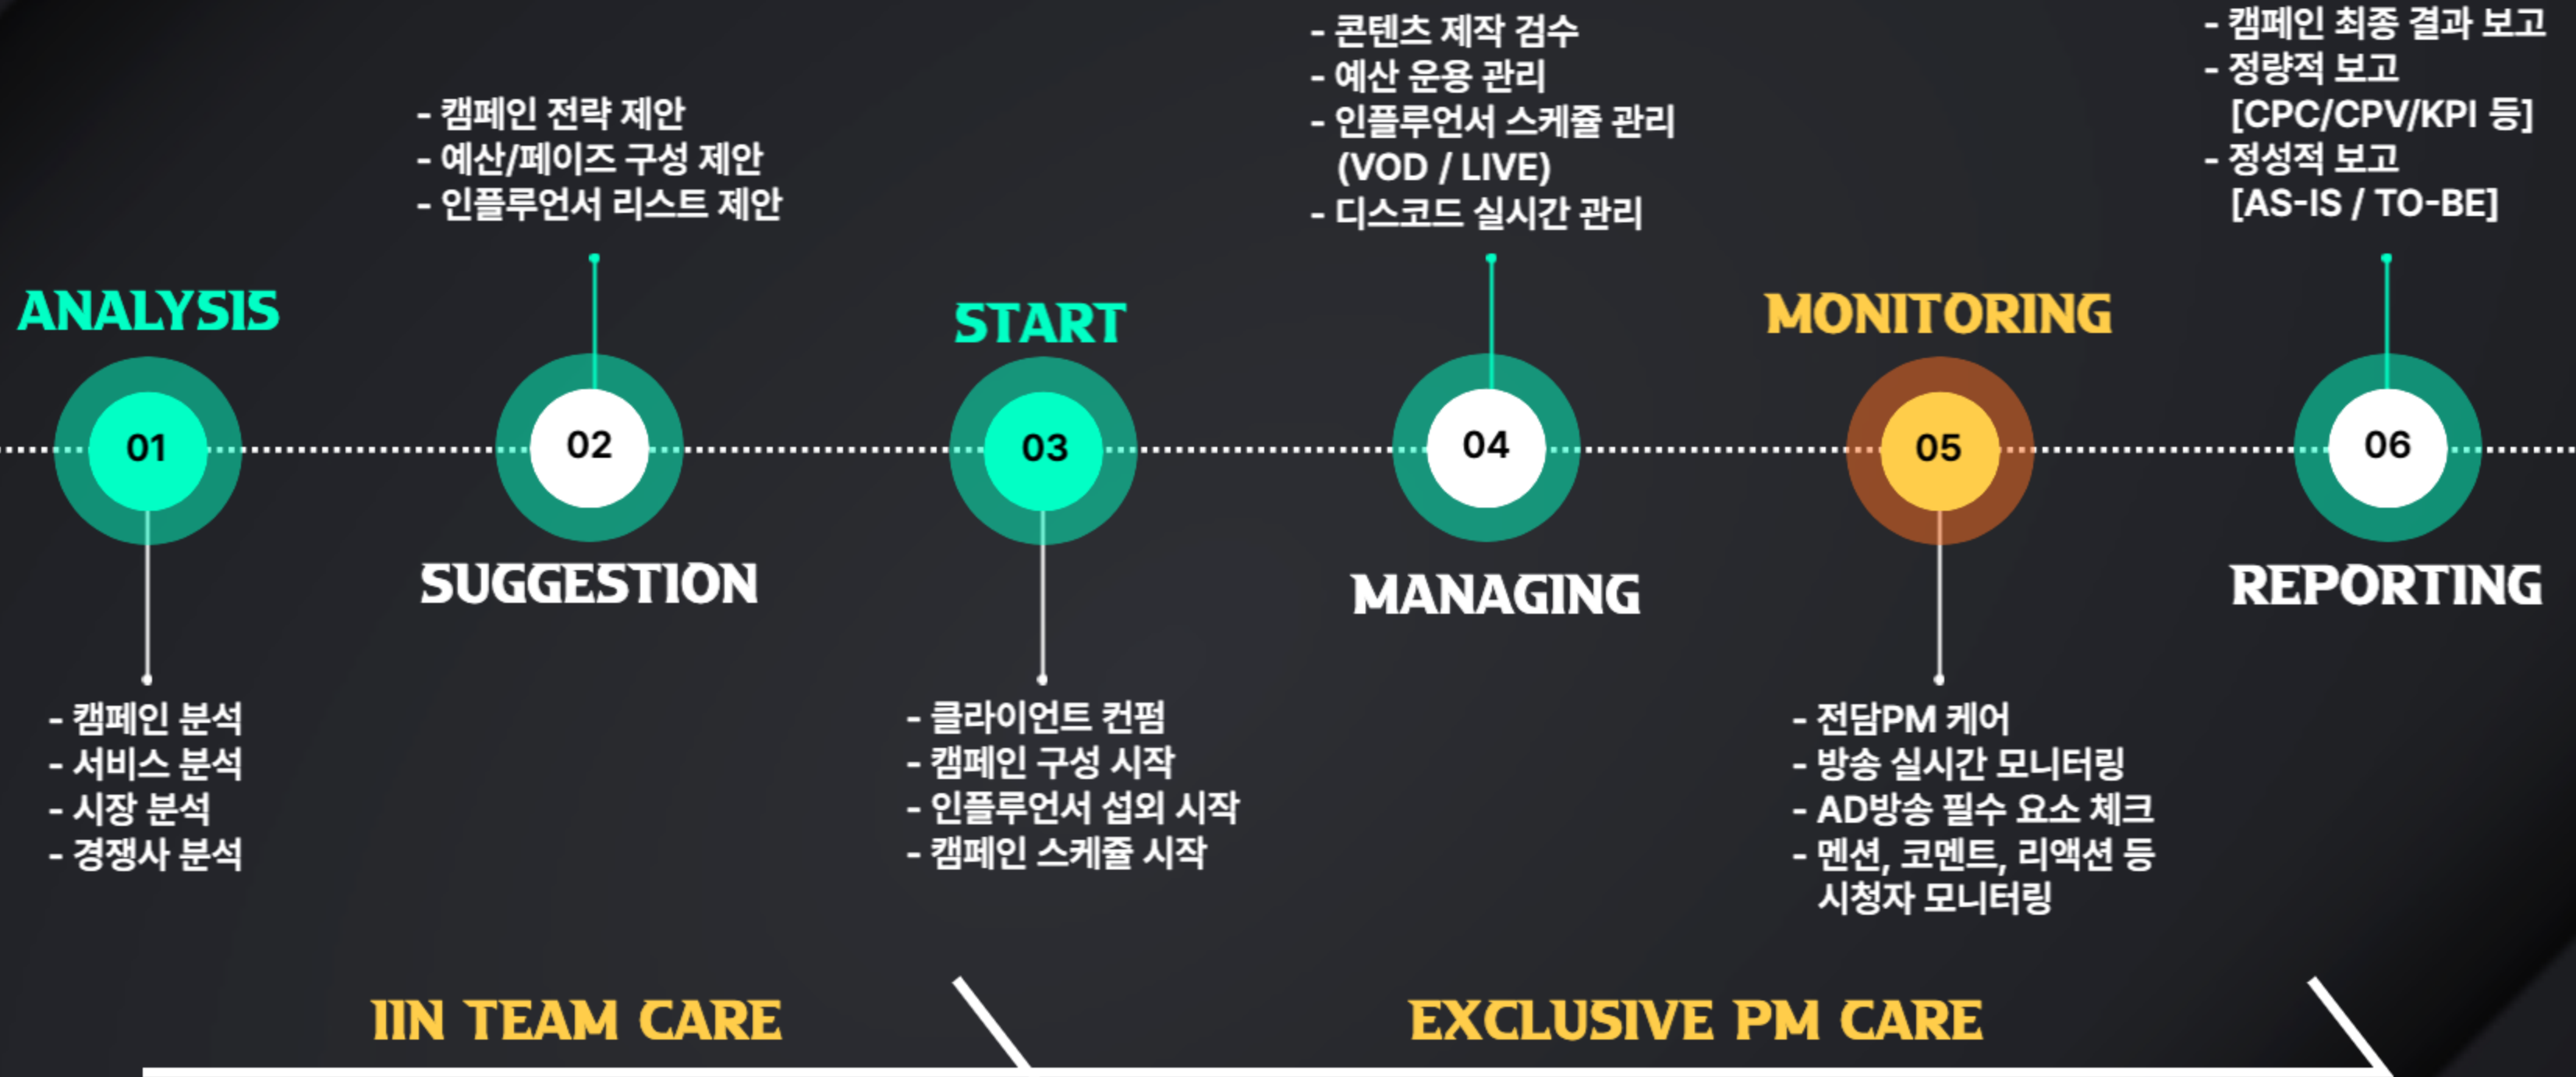 ANALYSIS
01
- 캠페인 분석
- 서비스 분석
- 시장 분석
- 경쟁사 분석
- 캠페인 전략 제안
- 예산/페이즈 구성 제안
- 인플루언서 리스트 제안
02
SUGGESTION
START
03
- 클라이언트 컨펌
- 캠페인 구성 시작
- 인플루언서 섭외 시작
- 캠페인 스케쥴 시작
- 콘텐츠 제작 검수
- 예산 운용 관리
- 인플루언서 스케쥴 관리
(VOD / LIVE)
- 디스코드 실시간 관리
04
MANAGING
MONITORING
05
- 전담PM 케어
- 방송 실시간 모니터링
- AD방송 필수 요소 체크
- 멘션, 코멘트, 리액션 등
시청자 모니터링
- 캠페인 최종 결과 보고
- 정량적 보고
[CPC/CPV/KPI 등]
- 정성적 보고
[AS-IS / TO-BE]
06
REPORTING
IIN TEAM CARE
EXCLUSIVE PM CARE